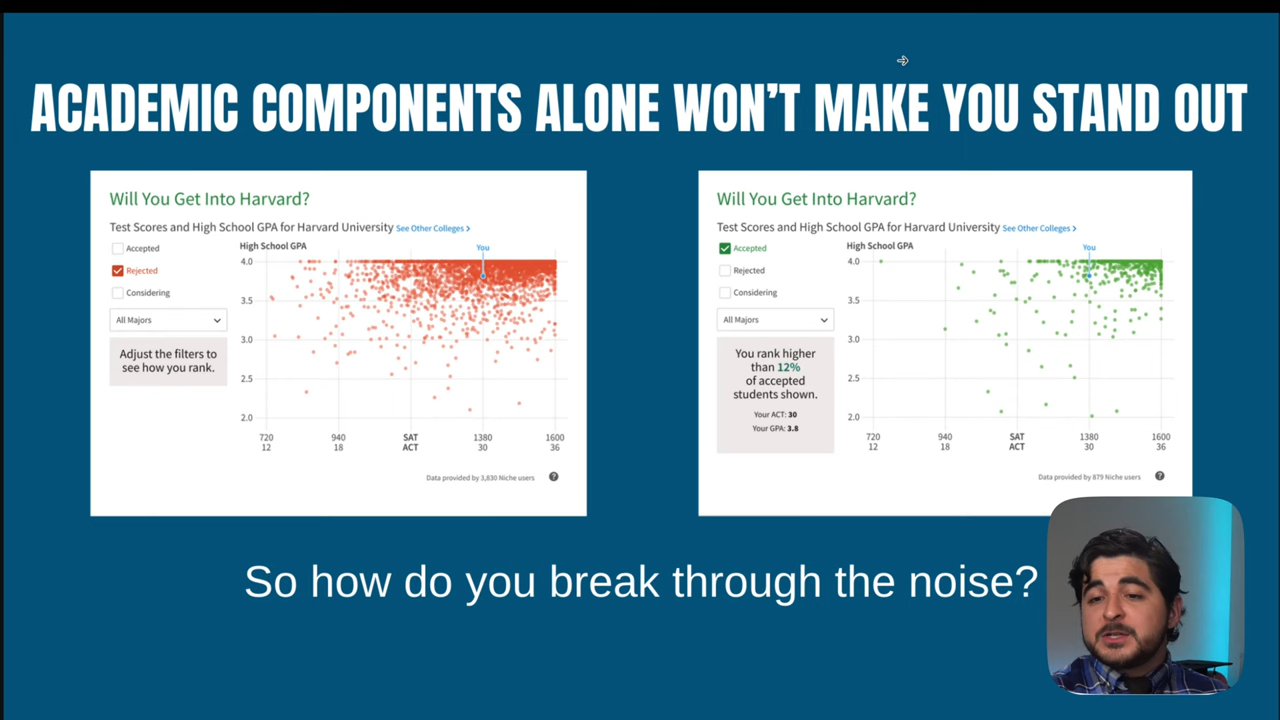 ACADEMIC COMPONENTS ALONE WON'T MAKE YOU STAND OUT
Will You Get Into Harvard?
Test Scores and High School GPA for Harvard University See Other Colleges >
Accepted
Rejected
Considering
All Majors
Adjust the filters to
see how you rank.
High School GPA
You
4.0
3.5
3.0
2.5
2.0
720 940 SAT 1380 1600
12 18 ACT 30 36
Data provided by 3,830 Niche users ?
Will You Get Into Harvard?
Test Scores and High School GPA for Harvard University See Other Colleges >
Accepted
Rejected
Considering
All Majors
You rank higher
than 12%
of accepted
students shown.
Your ACT: 30
Your GPA: 3.8
High School GPA
You
4.0
3.5
3.0
2.5
2.0
720 940 SAT 1380 1600
12 18 ACT 30 36
Data provided by 879 Niche users ?
So how do you break through the noise?